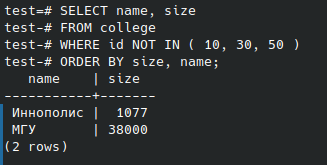 test=# SELECT name, size
test-# FROM college
test-# WHERE id NOT IN ( 10, 30, 50 )
test-# ORDER BY size, name;
   name    | size
-----------+-------
 Иннополис |  1077
 МГУ       | 38000
(2 rows)